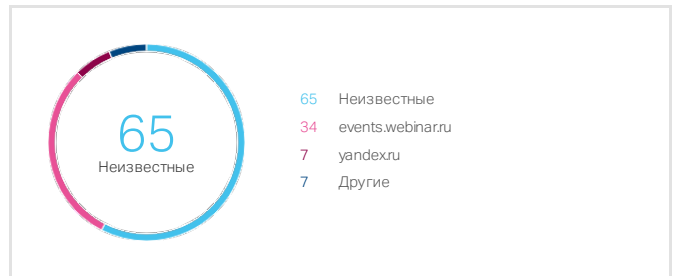 65
Неизвестные
65 Неизвестные
34 events.webinar.ru
7 yandex.ru
7 Другие